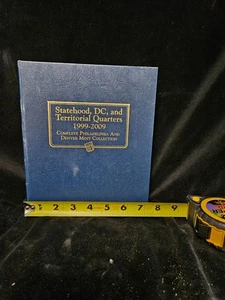 Statehood, DC, and
Territorial Quarters
1999-2009
Complete Philadelphia And
Denver Mint Collection
1 2 3 4 5 6 7 8 9